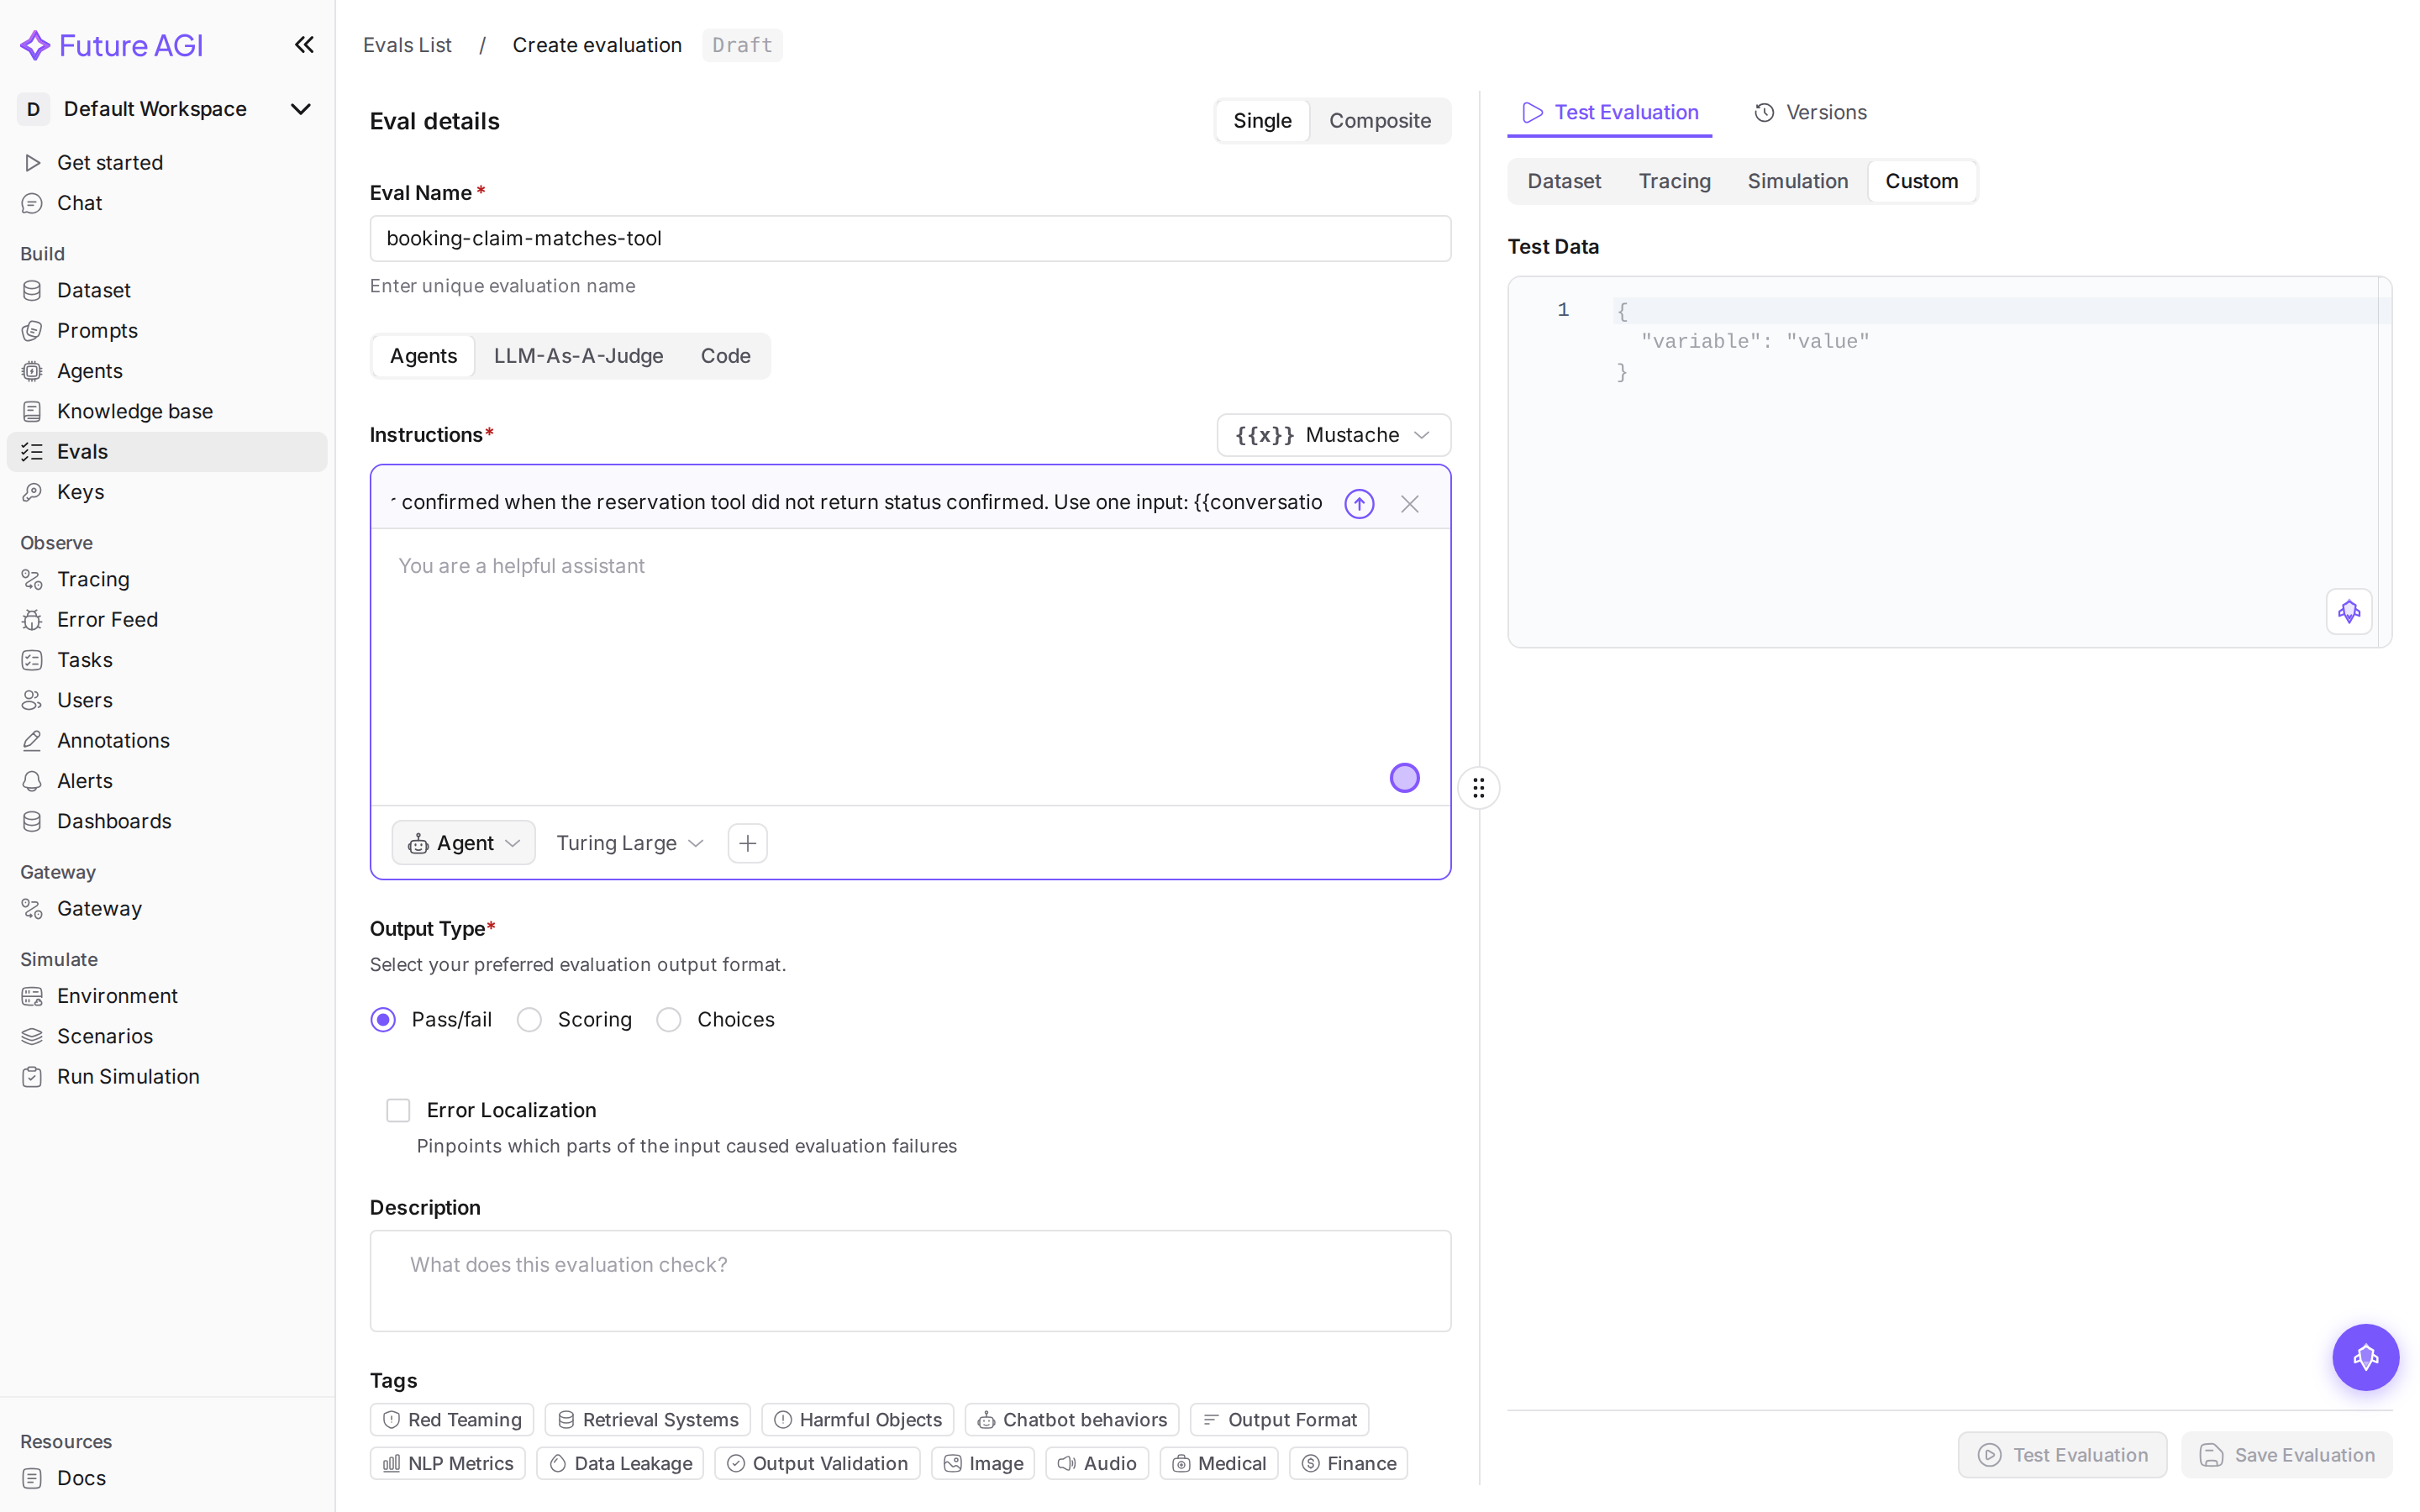 Future AGI
D Default Workspace
Get started
Chat
Build
Dataset
Prompts
Agents
Knowledge base
Evals
Keys
Observe
Tracing
Error Feed
Tasks
Users
Annotations
Alerts
Dashboards
Gateway
Gateway
Simulate
Environment
Scenarios
Run Simulation
Resources
Docs
Evals List / Create evaluation Draft
Eval details
Single Composite
Eval Name *
booking-claim-matches-tool
Enter unique evaluation name
Agents LLM-As-A-Judge Code
Instructions*
{{x}} Mustache
confirmed when the reservation tool did not return status confirmed. Use one input: {{conversatio
You are a helpful assistant
Agent Turing Large
Output Type*
Select your preferred evaluation output format.
Pass/fail Scoring Choices
Error Localization
Pinpoints which parts of the input caused evaluation failures
Description
What does this evaluation check?
Tags
Red Teaming Retrieval Systems Harmful Objects Chatbot behaviors Output Format
NLP Metrics Data Leakage Output Validation Image Audio Medical Finance
Test Evaluation Versions
Dataset Tracing Simulation Custom
Test Data
1 {
"variable": "value"
}
Test Evaluation Save Evaluation